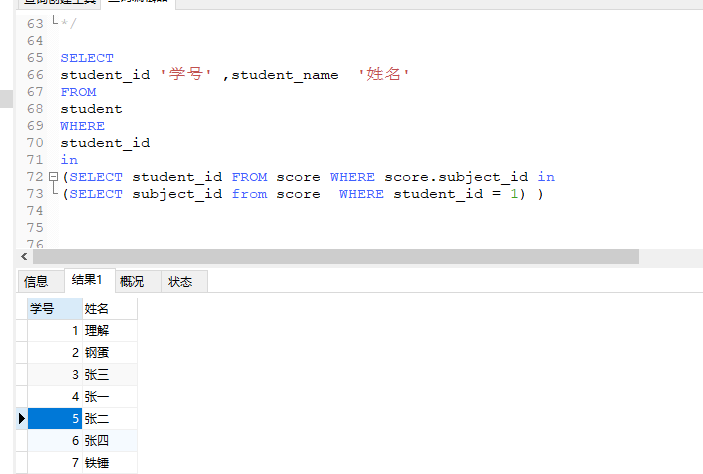 63 */
64
65 SELECT
66 student_id '学号' ,student_name '姓名'
67 FROM
68 student
69 WHERE
70 student_id
71 in
72 (SELECT student_id FROM score WHERE score.subject_id in
73 (SELECT subject_id from score WHERE student_id = 1) )
74
75
76
信息 结果1 概况 状态
学号 姓名
1 理解
2 钢蛋
3 张三
4 张一
5 张二
6 张四
7 铁锤